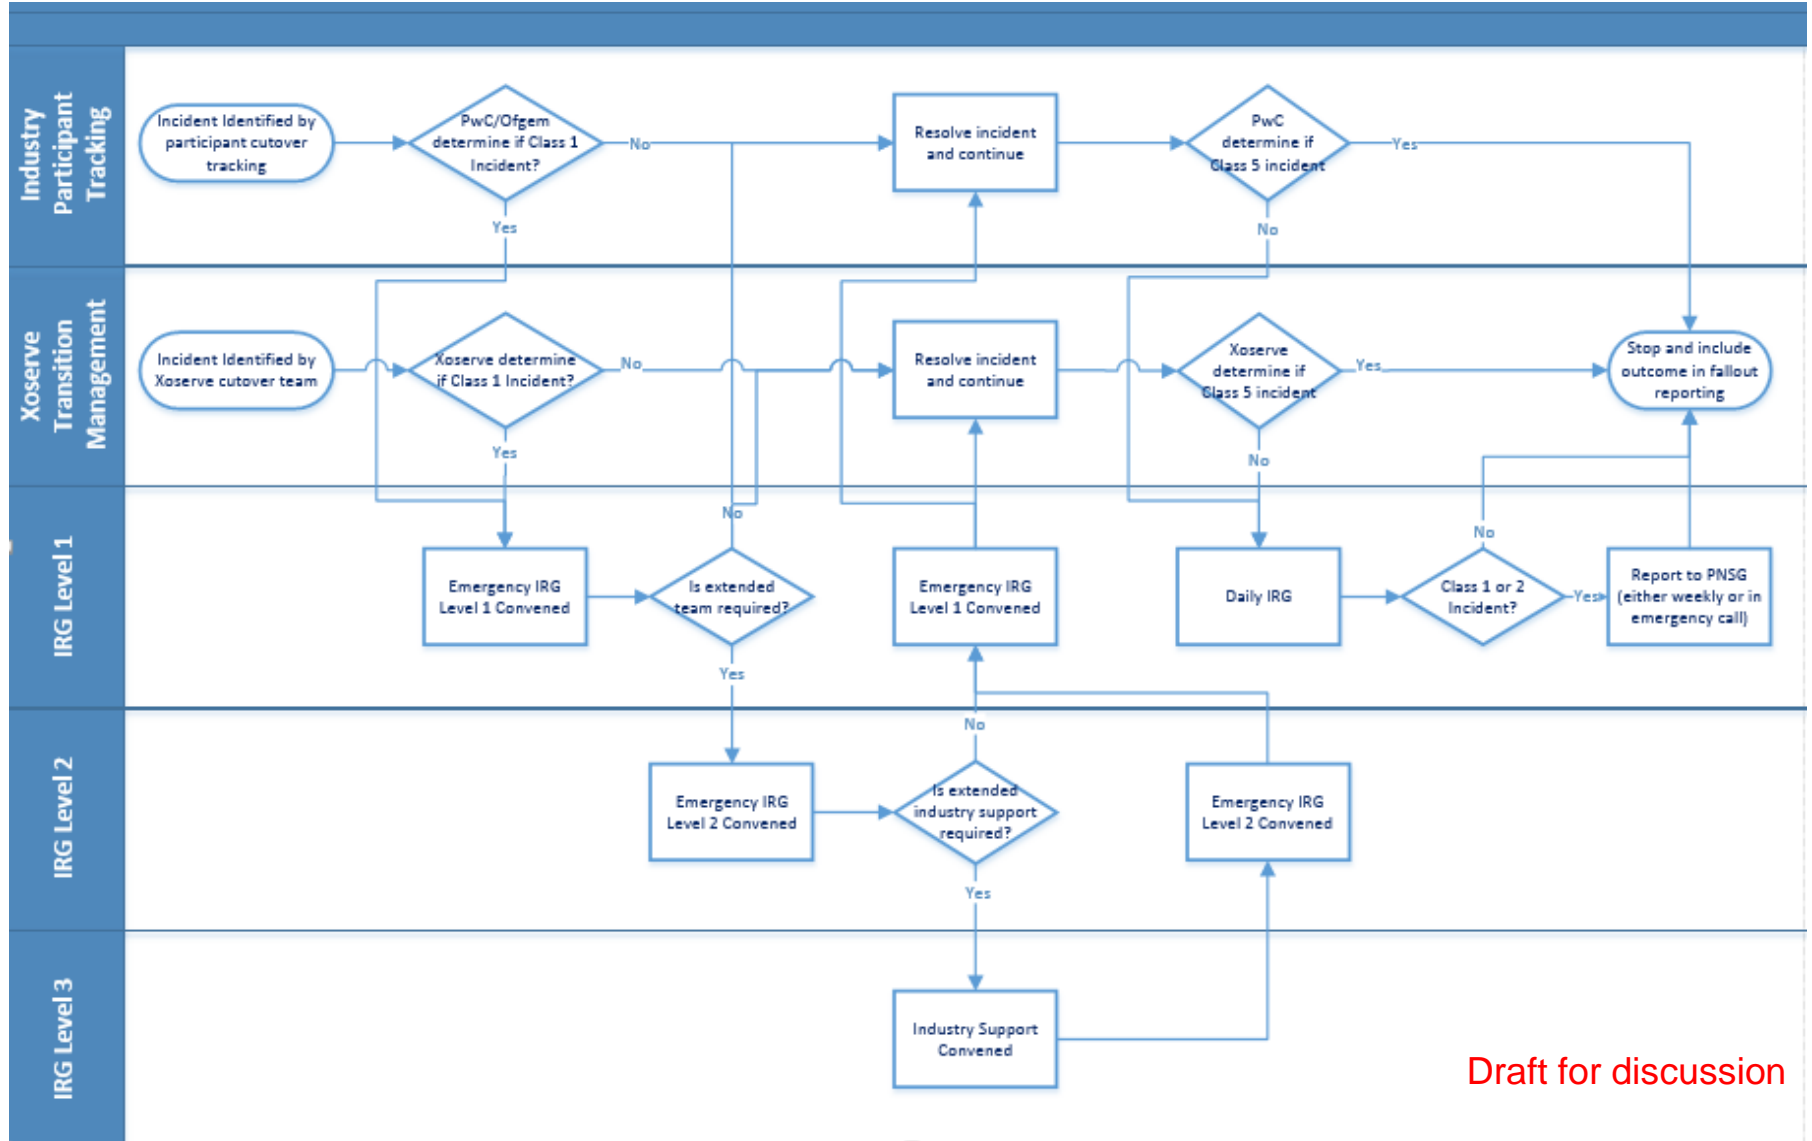 Industry
Participant
Tracking
Incident Identified by
participant cutover
tracking
PwC/Ofgem
determine if Class 1
Incident?
No
Yes
Resolve incident
and continue
PwC
determine if
Class 5 incident
Yes
No
Xoserve
Transition
Management
Incident Identified by
Xoserve cutover team
Xoserve determine
if Class 1 Incident?
No
Yes
Resolve incident
and continue
Xoserve
determine if
Class 5 incident
Yes
No
Stop and include
outcome in fallout
reporting
IRG Level 1
Emergency IRG
Level 1 Convened
No
Is extended
team required?
Yes
Emergency IRG
Level 1 Convened
Daily IRG
No
Class 1 or 2
Incident?
Yes
Report to PNSG
(either weekly or in
emergency call)
IRG Level 2
Emergency IRG
Level 2 Convened
No
Is extended
industry support
required?
Yes
Emergency IRG
Level 2 Convened
IRG Level 3
Industry Support
Convened
Draft for discussion